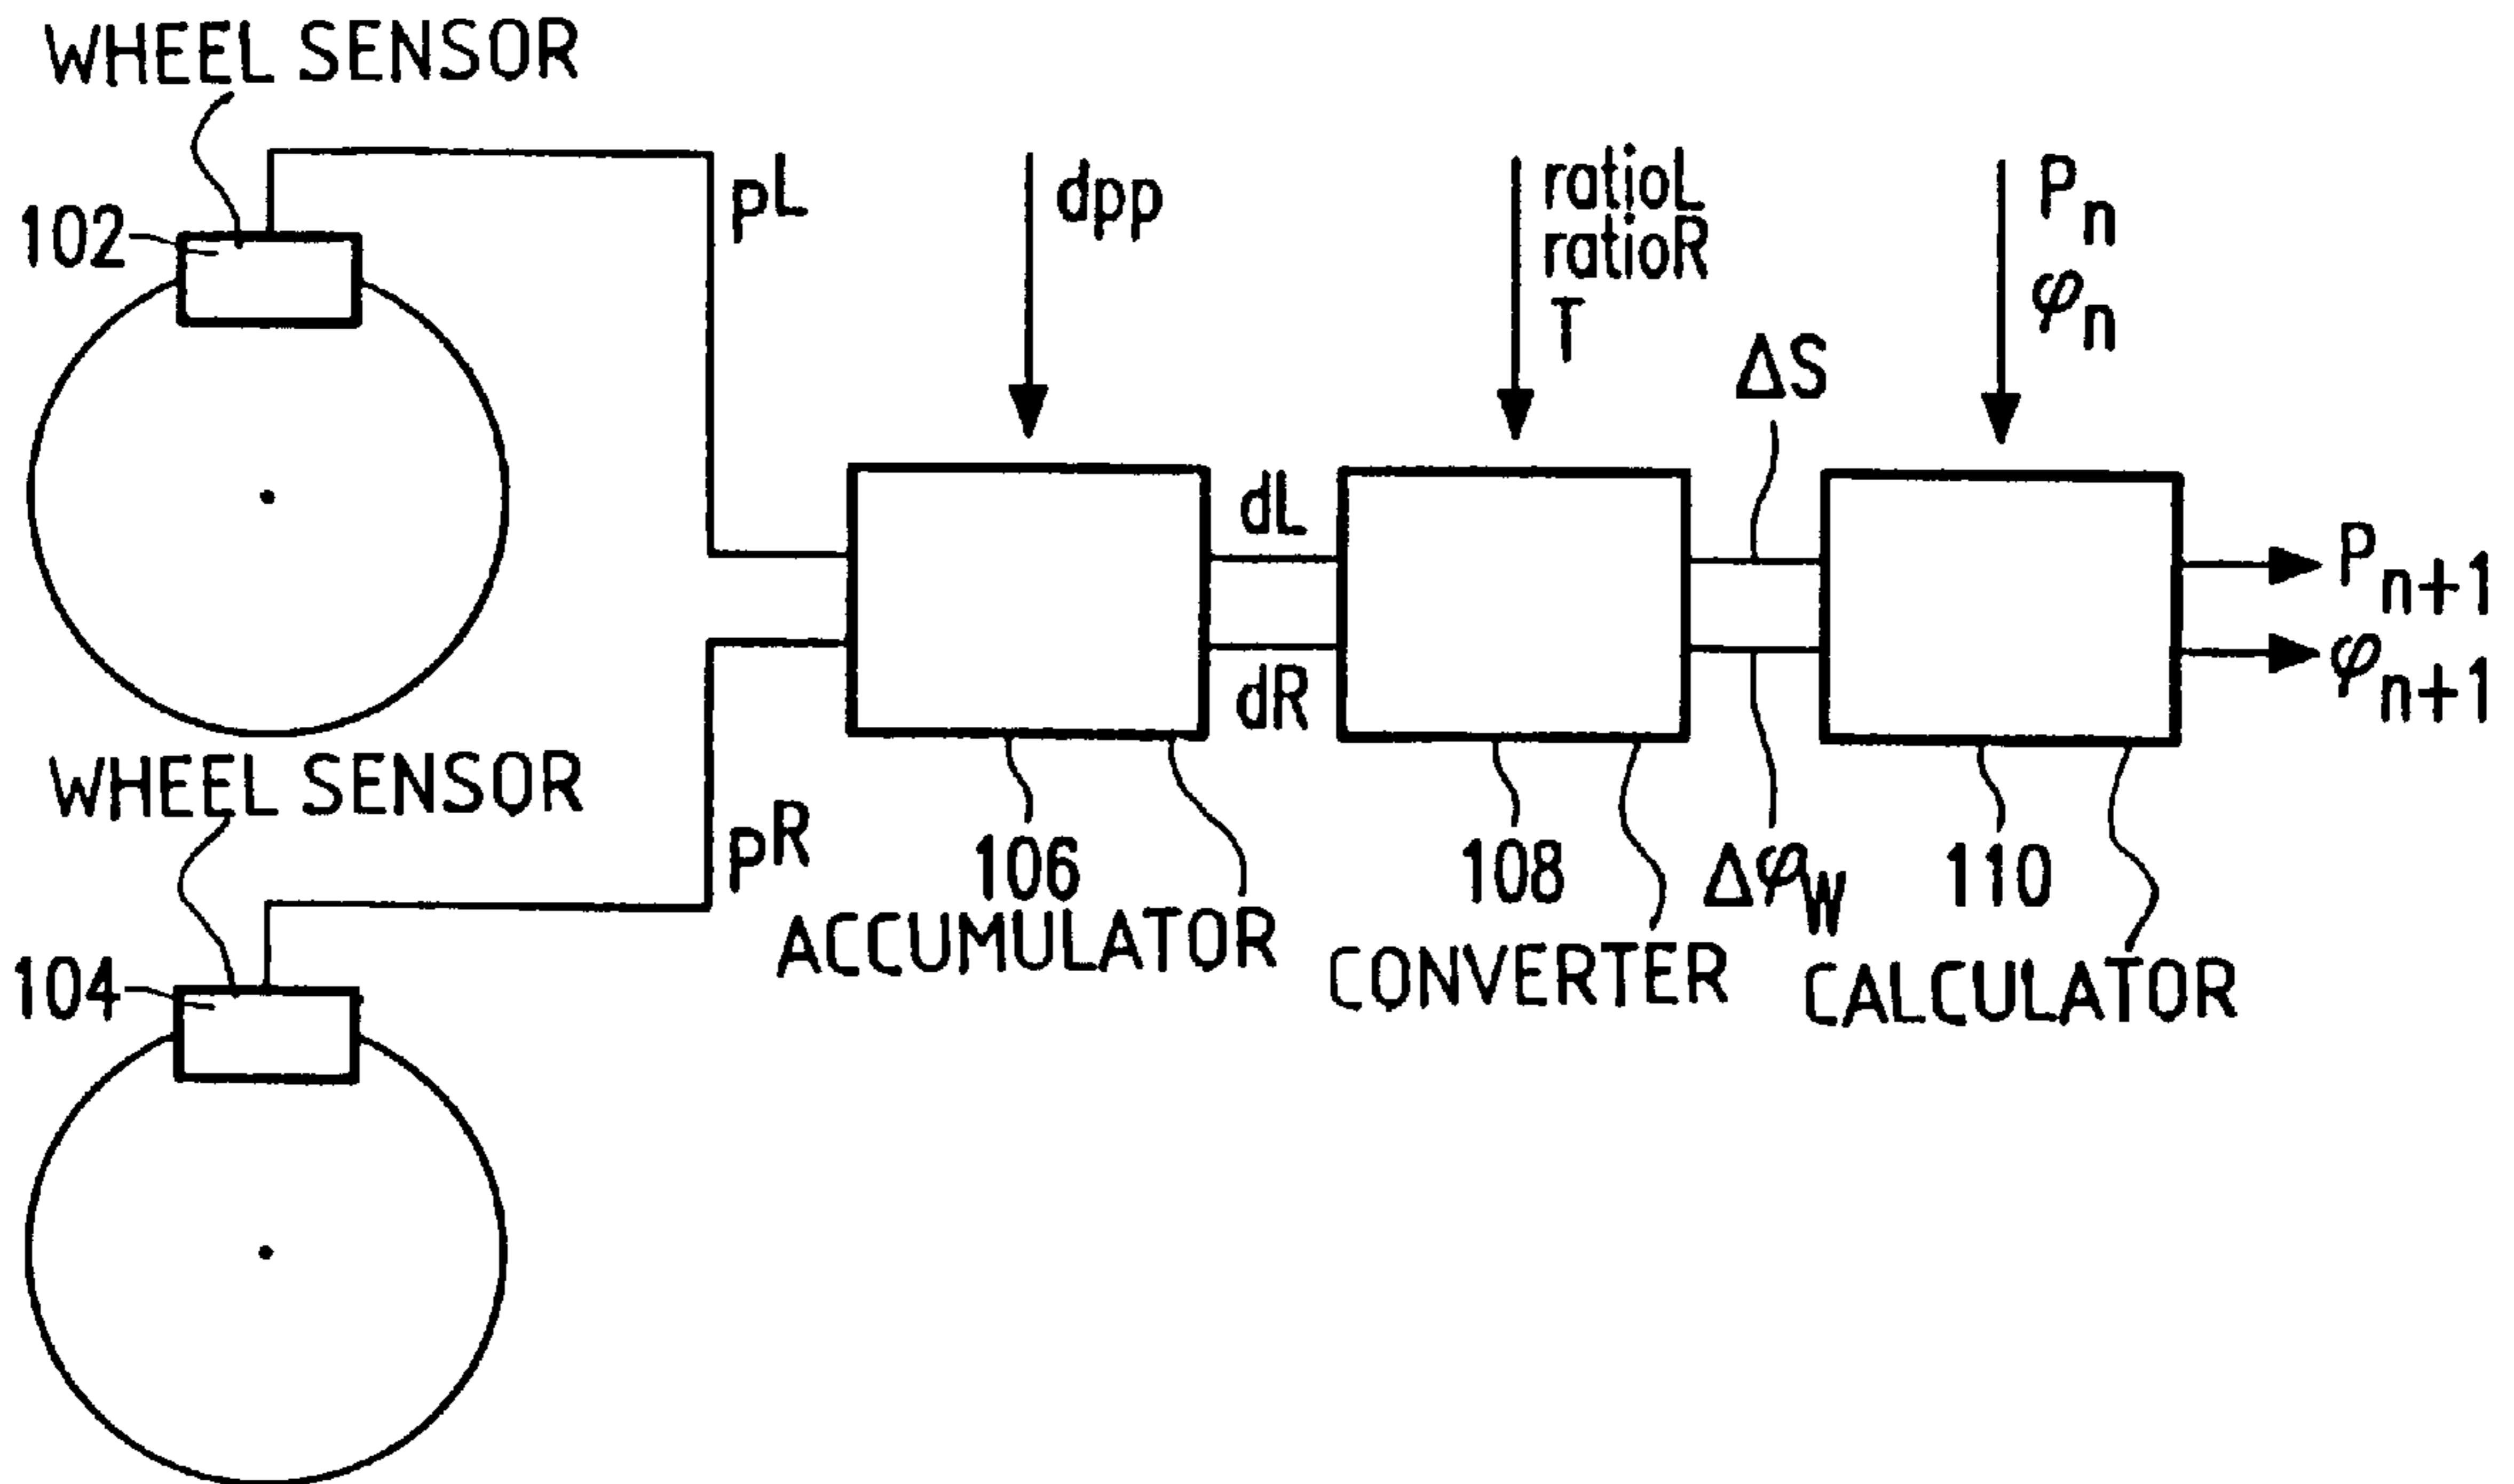 WHEEL SENSOR
102
pL
dpp
ratioL
ratioR
T
Pn
φn
ΔS
dL
dR
Pn+1
φn+1
WHEEL SENSOR
104
pR
106
ACCUMULATOR
108
CONVERTER
ΔφW
110
CALCULATOR